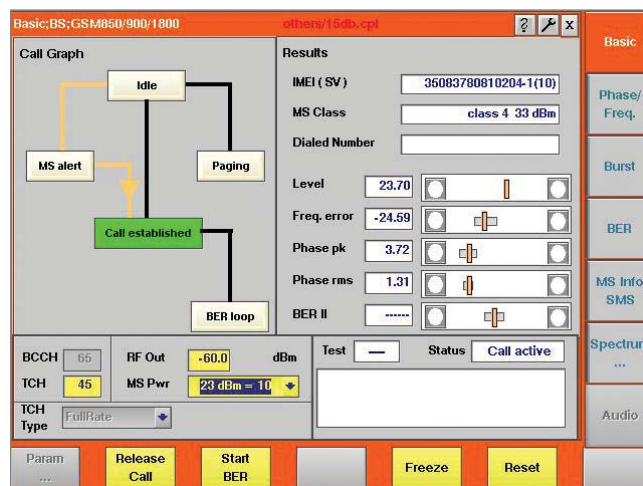 Basic;BS;GSM850/900/1800 others/15db.cpl ? x
Basic
Call Graph
Idle
MS alert
Paging
Call established
BER loop
Results
IMEI ( SV ) 35083780810204-1(10)
MS Class class 4 33 dBm
Dialed Number
Level 23.70
Freq. error -24.59
Phase pk 3.72
Phase rms 1.31
BER II ------
Phase/
Freq.
Burst
BER
MS Info
SMS
Spectrum
...
Audio
BCCH 65 RF Out -60.0 dBm
TCH 45 MS Pwr 23 dBm = 10
TCH
Type FullRate
Test — Status Call active
Param
...
Release
Call
Start
BER
Freeze
Reset